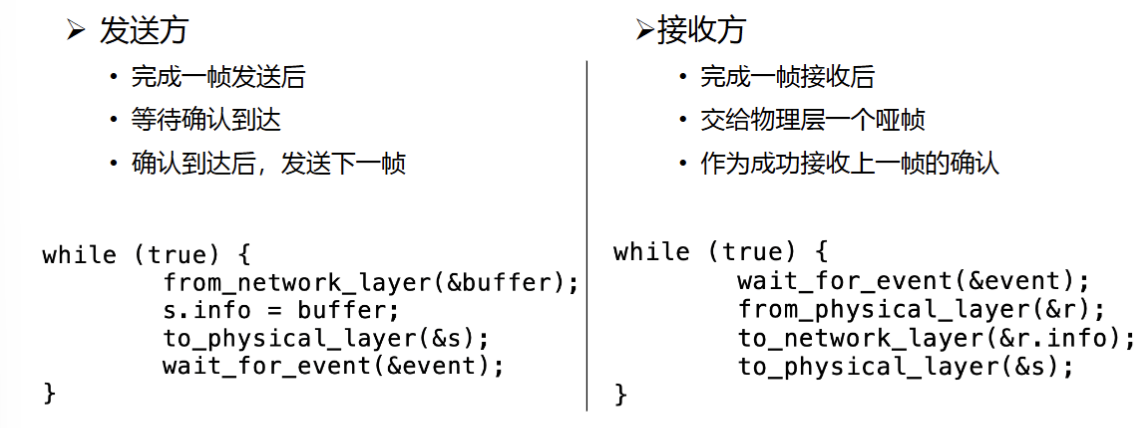 ➢ 发送方
• 完成一帧发送后
• 等待确认到达
• 确认到达后，发送下一帧
while (true) {
        from_network_layer(&buffer);
        s.info = buffer;
        to_physical_layer(&s);
        wait_for_event(&event);
}
➢接收方
• 完成一帧接收后
• 交给物理层一个哑帧
• 作为成功接收上一帧的确认
while (true) {
        wait_for_event(&event);
        from_physical_layer(&r);
        to_network_layer(&r.info);
        to_physical_layer(&s);
}